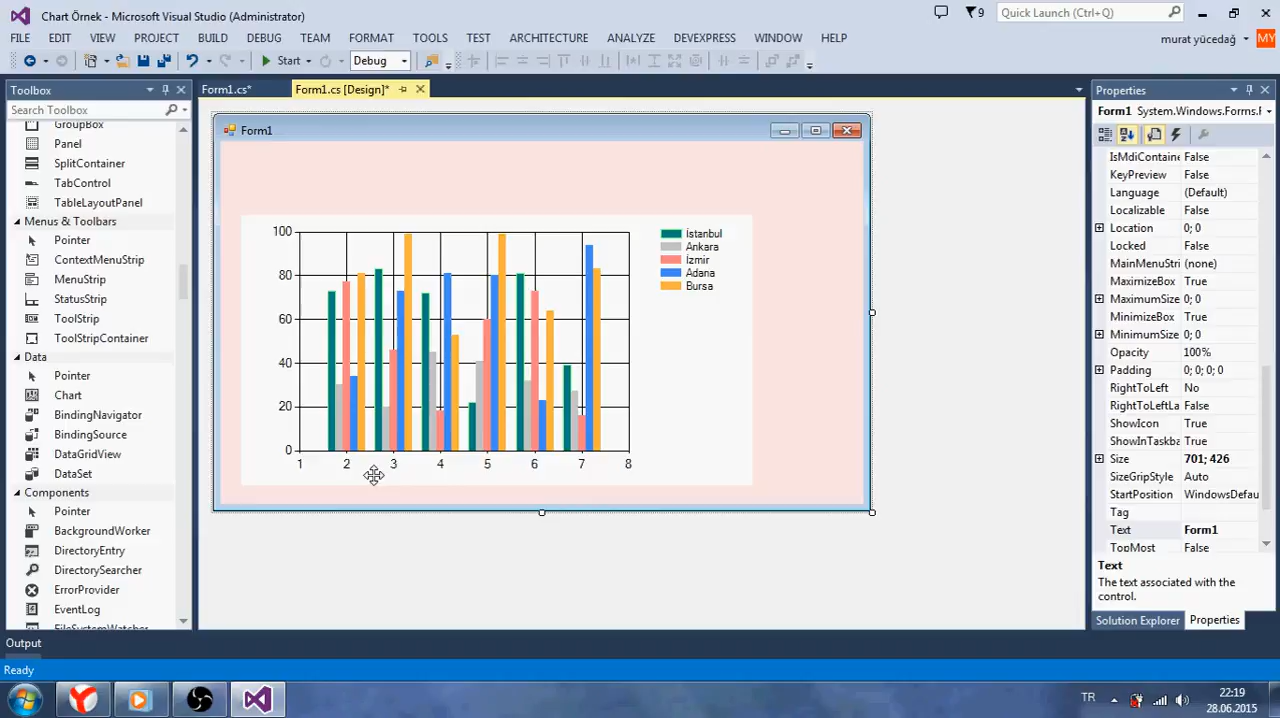 Chart Örnek - Microsoft Visual Studio (Administrator)
9
Quick Launch (Ctrl+Q)
FILE EDIT VIEW PROJECT BUILD DEBUG TEAM FORMAT TOOLS TEST ARCHITECTURE ANALYZE DEVEXPRESS WINDOW HELP
murat yücedağ
MY
Start
Debug
Toolbox
Search Toolbox
GroupBox
Panel
SplitContainer
TabControl
TableLayoutPanel
Menus & Toolbars
Pointer
ContextMenuStrip
MenuStrip
StatusStrip
ToolStrip
ToolStripContainer
Data
Pointer
Chart
BindingNavigator
BindingSource
DataGridView
DataSet
Components
Pointer
BackgroundWorker
DirectoryEntry
DirectorySearcher
ErrorProvider
EventLog
FileSystemWatcher
Form1.cs*
Form1.cs [Design]*
Form1
100
80
60
40
20
0
1 2 3 4 5 6 7 8
İstanbul
Ankara
İzmir
Adana
Bursa
Properties
Form1 System.Windows.Forms.F
IsMdiContaine False
KeyPreview False
Language (Default)
Localizable False
Location 0; 0
Locked False
MainMenuStri (none)
MaximizeBox True
MaximumSize 0; 0
MinimizeBox True
MinimumSize 0; 0
Opacity 100%
Padding 0; 0; 0; 0
RightToLeft No
RightToLeftLa False
ShowIcon True
ShowInTaskba True
Size 701; 426
SizeGripStyle Auto
StartPosition WindowsDefau
Tag
Text Form1
TopMost False
Text
The text associated with the
control.
Solution Explorer Properties
Output
Ready
TR
22:19
28.06.2015